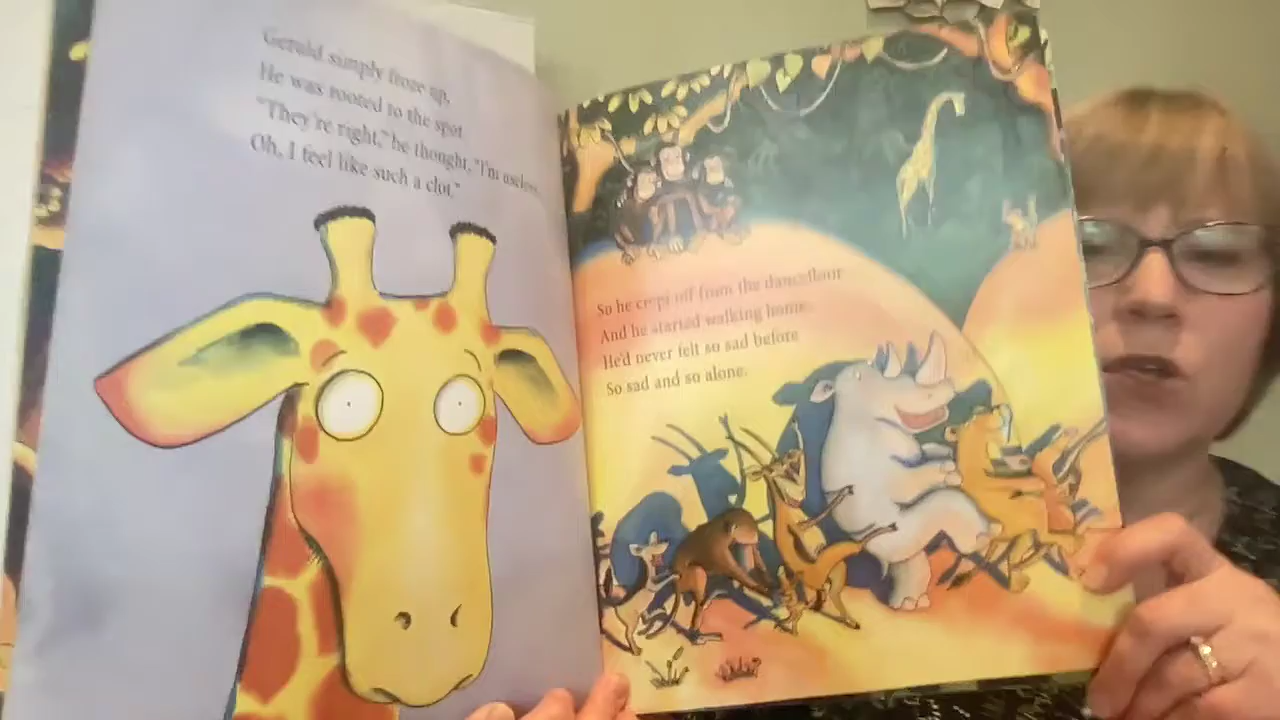 Gerald simply froze up,
He was rooted to the spot
"They're right," he thought, "I'm useless,
Oh, I feel like such a clot."
So he crept off from the dancefloor
And he started walking home.
He'd never felt so sad before
So sad and so alone.